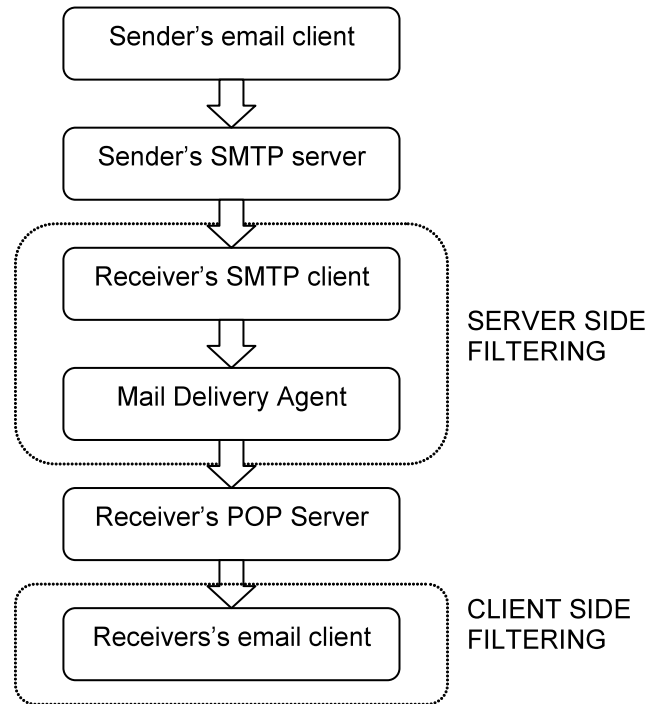 Sender's email client
Sender's SMTP server
Receiver's SMTP client
Mail Delivery Agent
SERVER SIDE
FILTERING
Receiver's POP Server
Receivers's email client
CLIENT SIDE
FILTERING